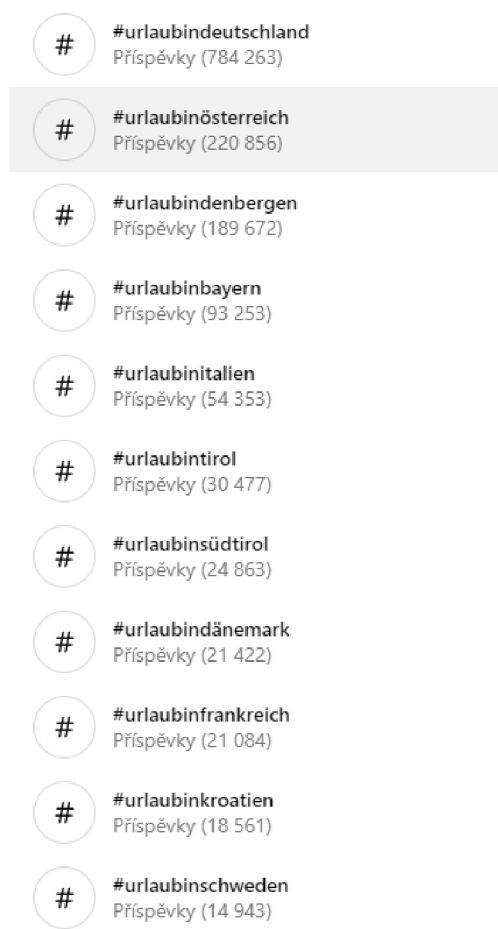 #
#urlaubindeutschland
Příspěvky (784 263)
#
#urlaubinösterreich
Příspěvky (220 856)
#
#urlaubindenbergen
Příspěvky (189 672)
#
#urlaubinbayern
Příspěvky (93 253)
#
#urlaubinitalien
Příspěvky (54 353)
#
#urlaubintirol
Příspěvky (30 477)
#
#urlaubinsüdtirol
Příspěvky (24 863)
#
#urlaubindänemark
Příspěvky (21 422)
#
#urlaubinfrankreich
Příspěvky (21 084)
#
#urlaubinkroatien
Příspěvky (18 561)
#
#urlaubinschweden
Příspěvky (14 943)